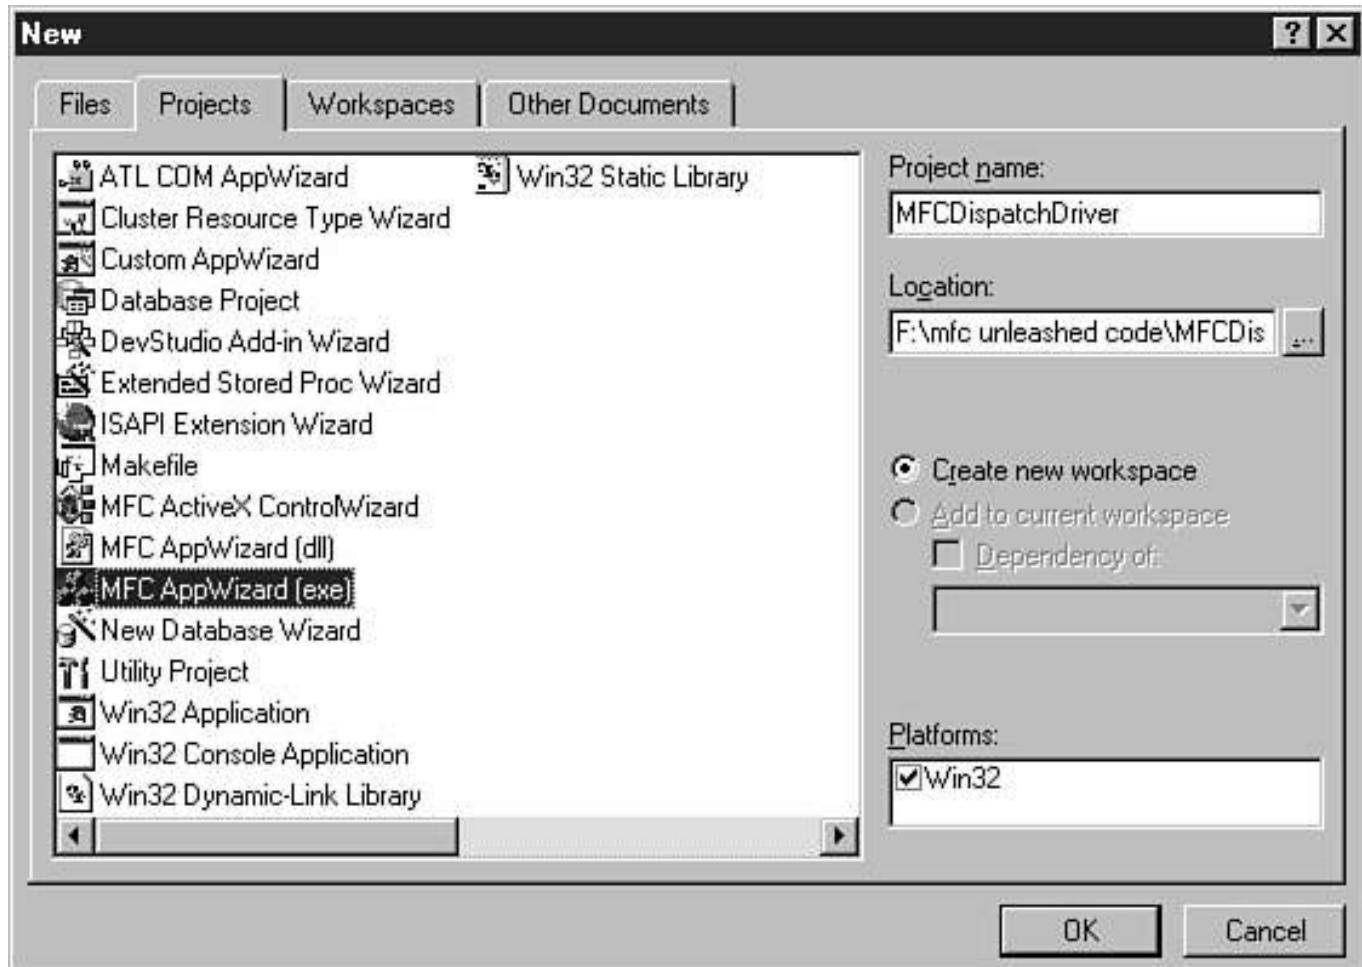 New
Files
Projects
Workspaces
Other Documents
ATL COM AppWizard
Cluster Resource Type Wizard
Custom AppWizard
Database Project
DevStudio Add-in Wizard
Extended Stored Proc Wizard
ISAPI Extension Wizard
Makefile
MFC ActiveX ControlWizard
MFC AppWizard (dll)
MFC AppWizard (exe)
New Database Wizard
Utility Project
Win32 Application
Win32 Console Application
Win32 Dynamic-Link Library
Win32 Static Library
Project name:
MFCDispatchDriver
Location:
F:\mfc unleashed code\MFCDis
...
Create new workspace
Add to current workspace
Dependency of:
Platforms:
Win32
OK
Cancel